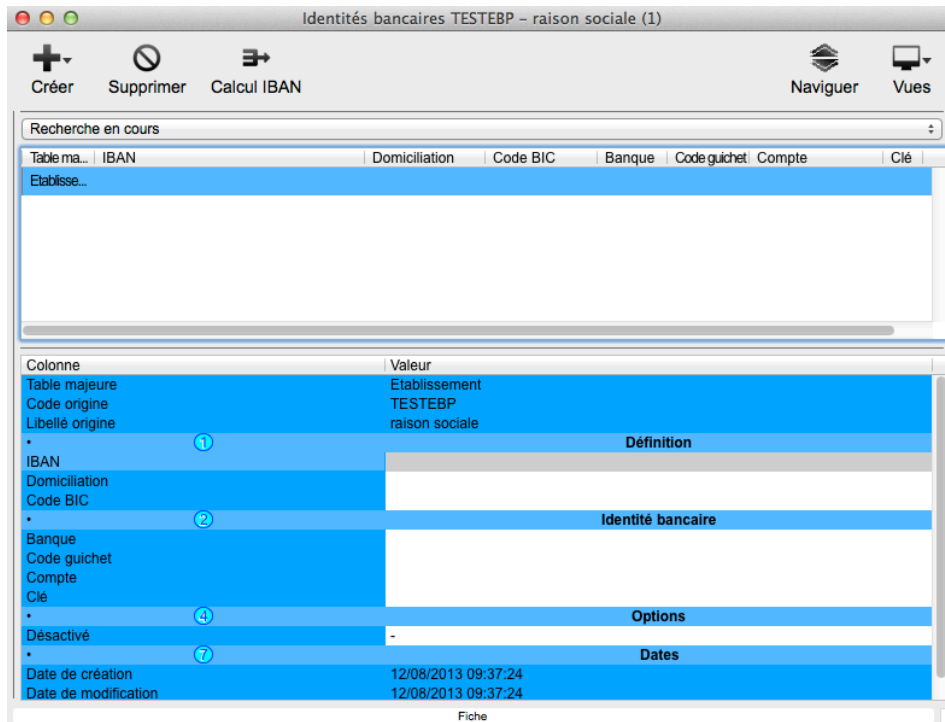 Identités bancaires TESTEBP – raison sociale (1)
Créer Supprimer Calcul IBAN Naviguer Vues
Recherche en cours
Table ma... IBAN Domiciliation Code BIC Banque Code guichet Compte Clé
Etablisse...
Colonne Valeur
Table majeure Etablissement
Code origine TESTEBP
Libellé origine raison sociale
• 1 Définition
IBAN
Domiciliation
Code BIC
• 2 Identité bancaire
Banque
Code guichet
Compte
Clé
• 4 Options
Désactivé -
• 7 Dates
Date de création 12/08/2013 09:37:24
Date de modification 12/08/2013 09:37:24
Fiche